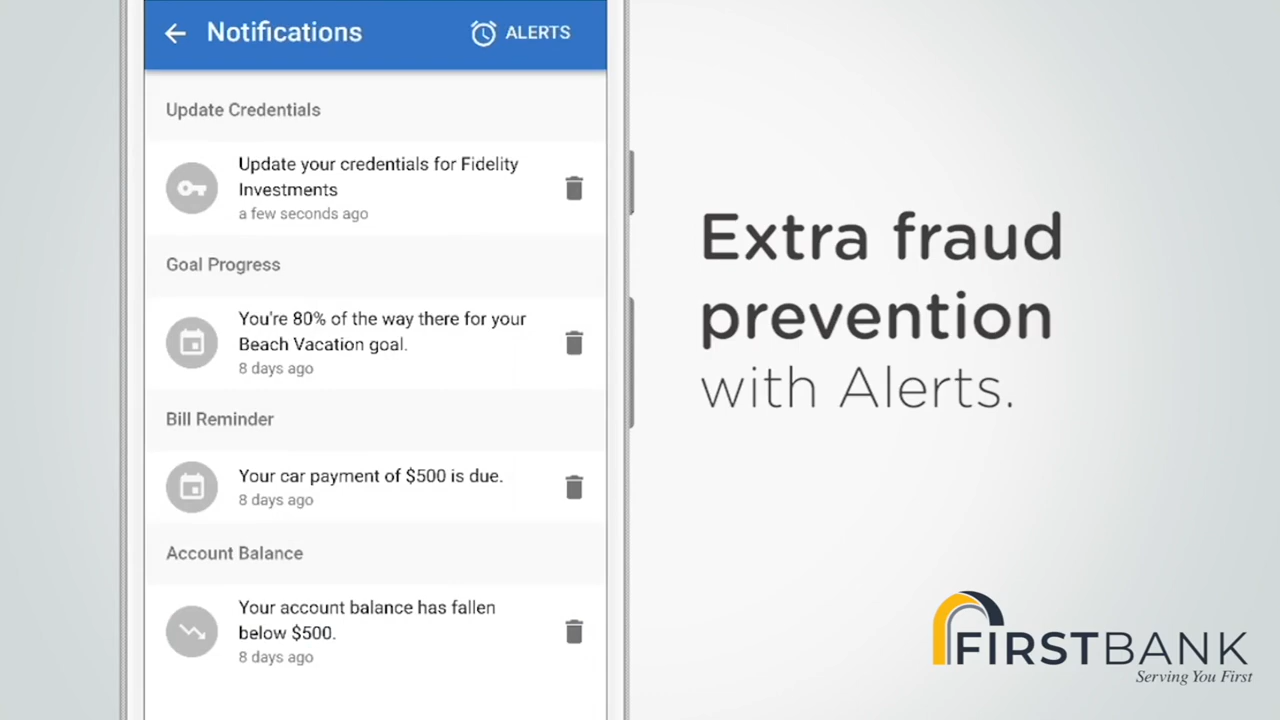 Notifications
ALERTS
Update Credentials
Update your credentials for Fidelity
Investments
a few seconds ago
Goal Progress
You're 80% of the way there for your
Beach Vacation goal.
8 days ago
Bill Reminder
Your car payment of $500 is due.
8 days ago
Account Balance
Your account balance has fallen
below $500.
8 days ago
Extra fraud
prevention
with Alerts.
FIRSTBANK
Serving You First